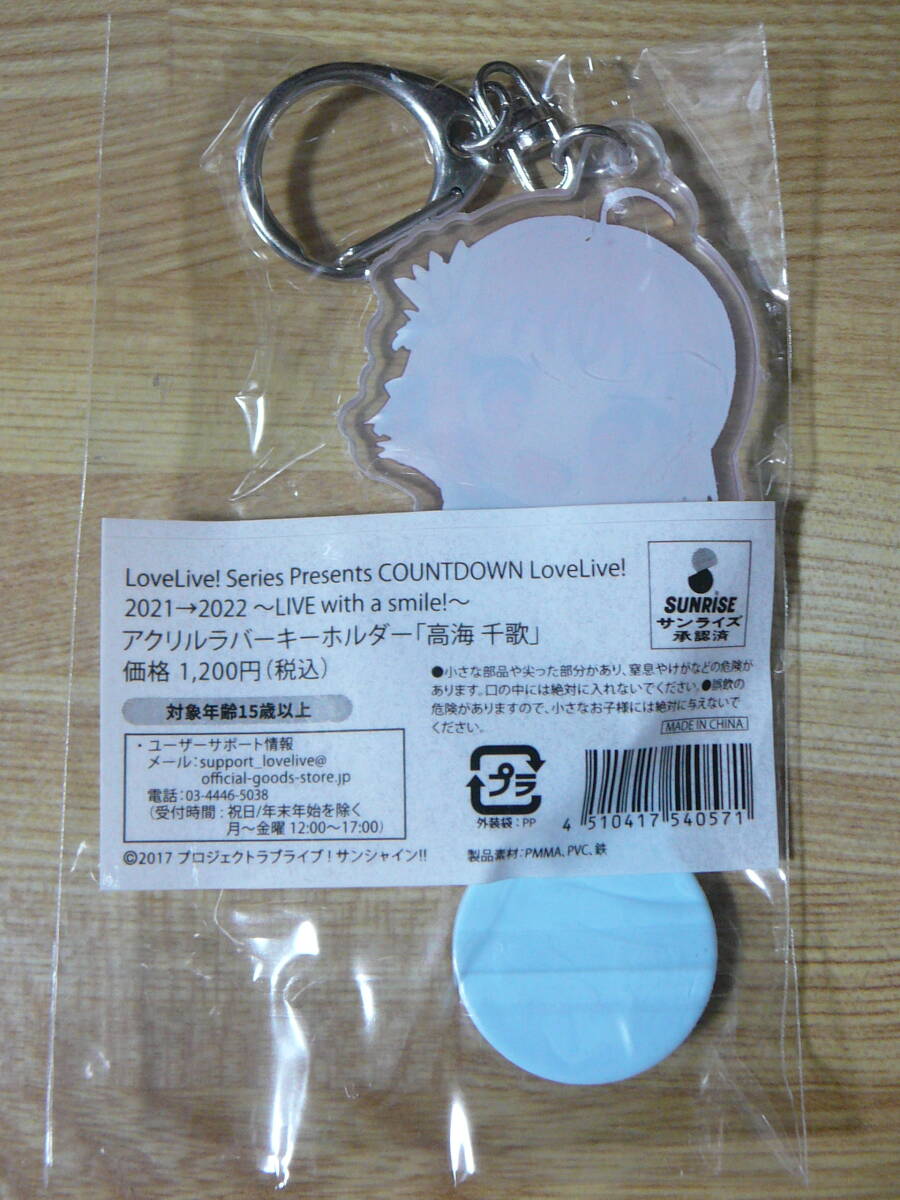 LoveLive! Series Presents COUNTDOWN LoveLive!
2021→2022 ～LIVE with a smile!～
アクリルラバーキーホルダー「高海 千歌」
価格 1,200円（税込）
対象年齢15歳以上
・ユーザーサポート情報
メール：support_lovelive@
official-goods-store.jp
電話：03-4446-5038
（受付時間：祝日/年末年始を除く
月～金曜 12:00～17:00）
©2017 プロジェクトラブライブ！サンシャイン!!
SUNRISE
サンライズ
承認済
●小さな部品や尖った部分があり、窒息やけがなどの危険が
あります。口の中には絶対に入れないでください。●誤飲の
危険がありますので、小さなお子様には絶対に与えないで
ください。
MADE IN CHINA
プラ
外装袋：PP
4 510417 540571
製品素材：PMMA、PVC、鉄